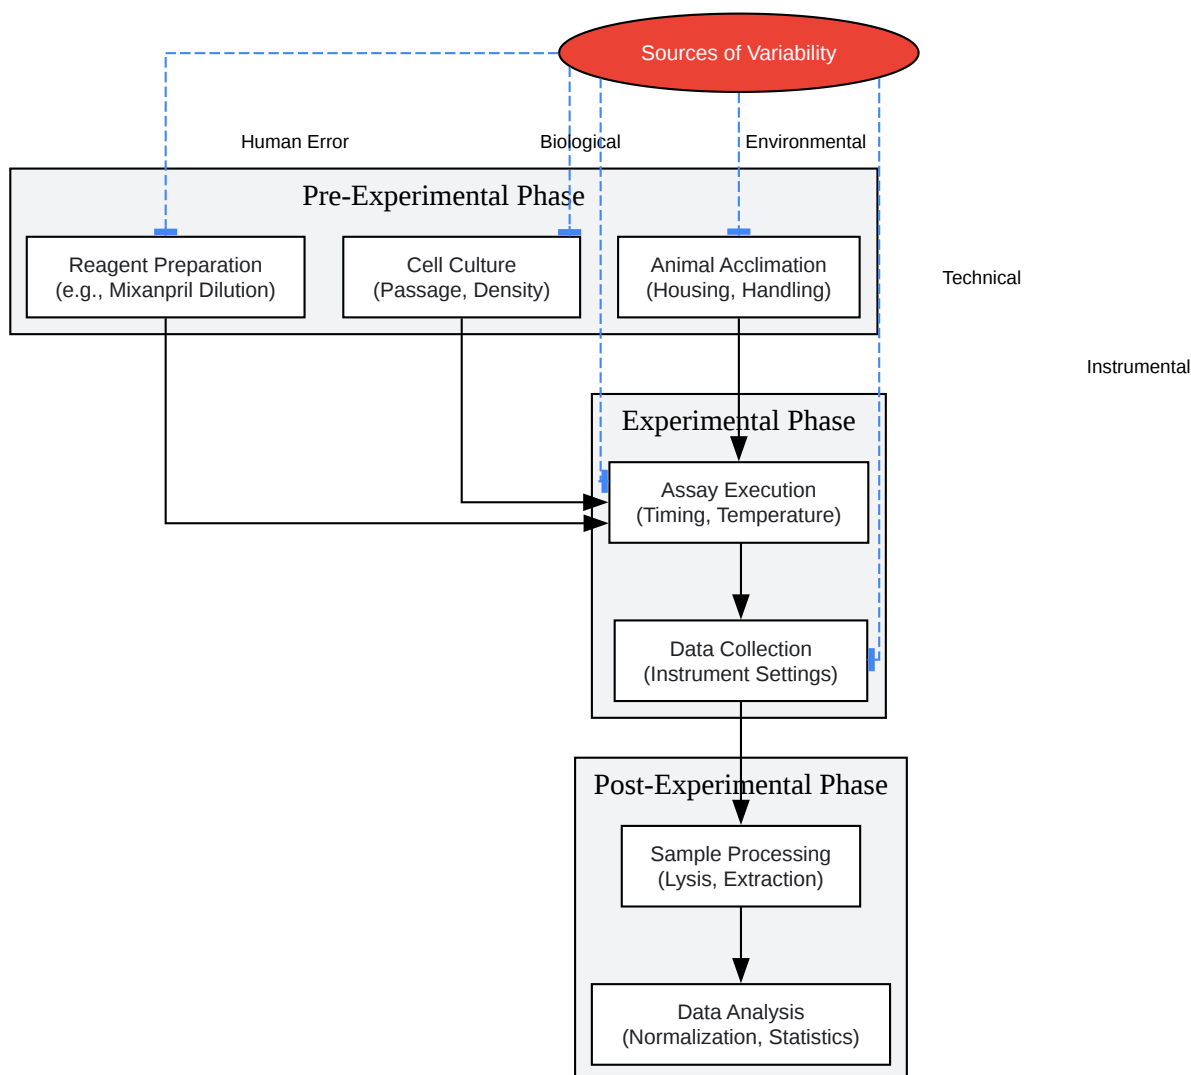 Sources of Variability
Human Error
Biological
Environmental
Pre-Experimental Phase
Reagent Preparation
(e.g., Mixanpril Dilution)
Cell Culture
(Passage, Density)
Animal Acclimation
(Housing, Handling)
Technical
Instrumental
Experimental Phase
Assay Execution
(Timing, Temperature)
Data Collection
(Instrument Settings)
Post-Experimental Phase
Sample Processing
(Lysis, Extraction)
Data Analysis
(Normalization, Statistics)